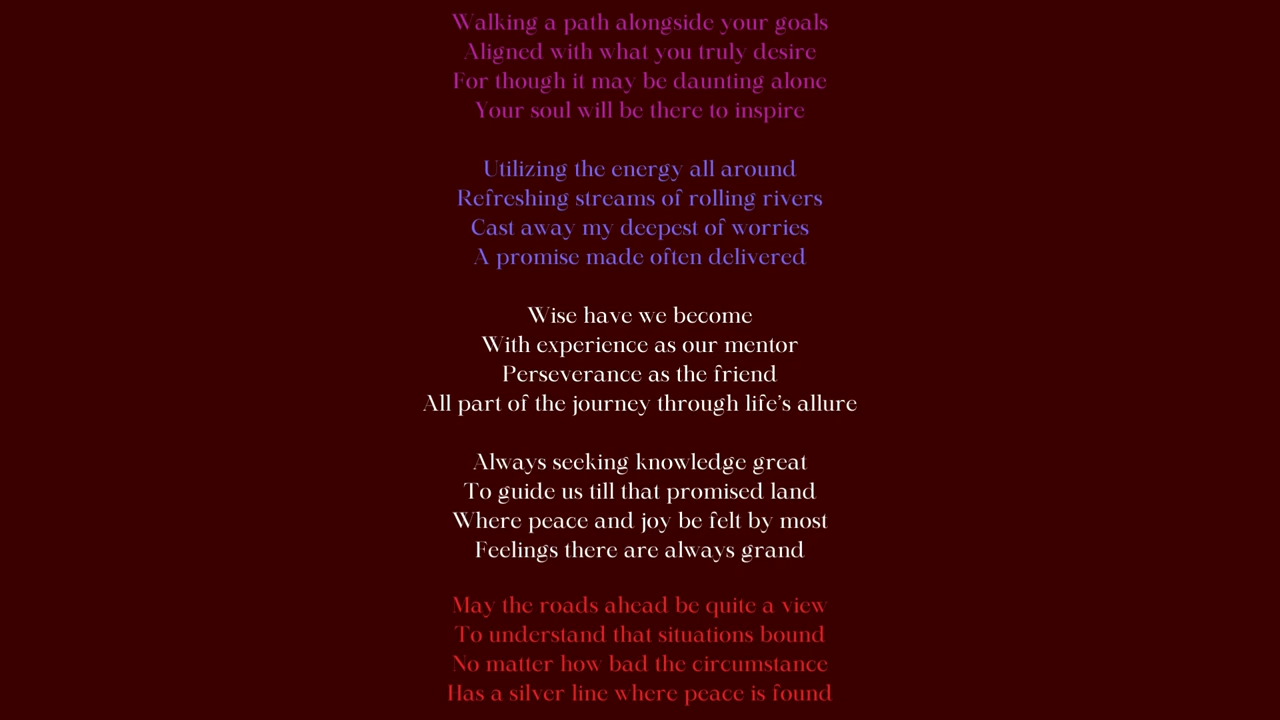 Walking a path alongside your goals
Aligned with what you truly desire
For though it may be daunting alone
Your soul will be there to inspire
Utilizing the energy all around
Refreshing streams of rolling rivers
Cast away my deepest of worries
A promise made often delivered
Wise have we become
With experience as our mentor
Perseverance as the friend
All part of the journey through life's allure
Always seeking knowledge great
To guide us till that promised land
Where peace and joy be felt by most
Feelings there are always grand
May the roads ahead be quite a view
To understand that situations bound
No matter how bad the circumstance
Has a silver line where peace is found